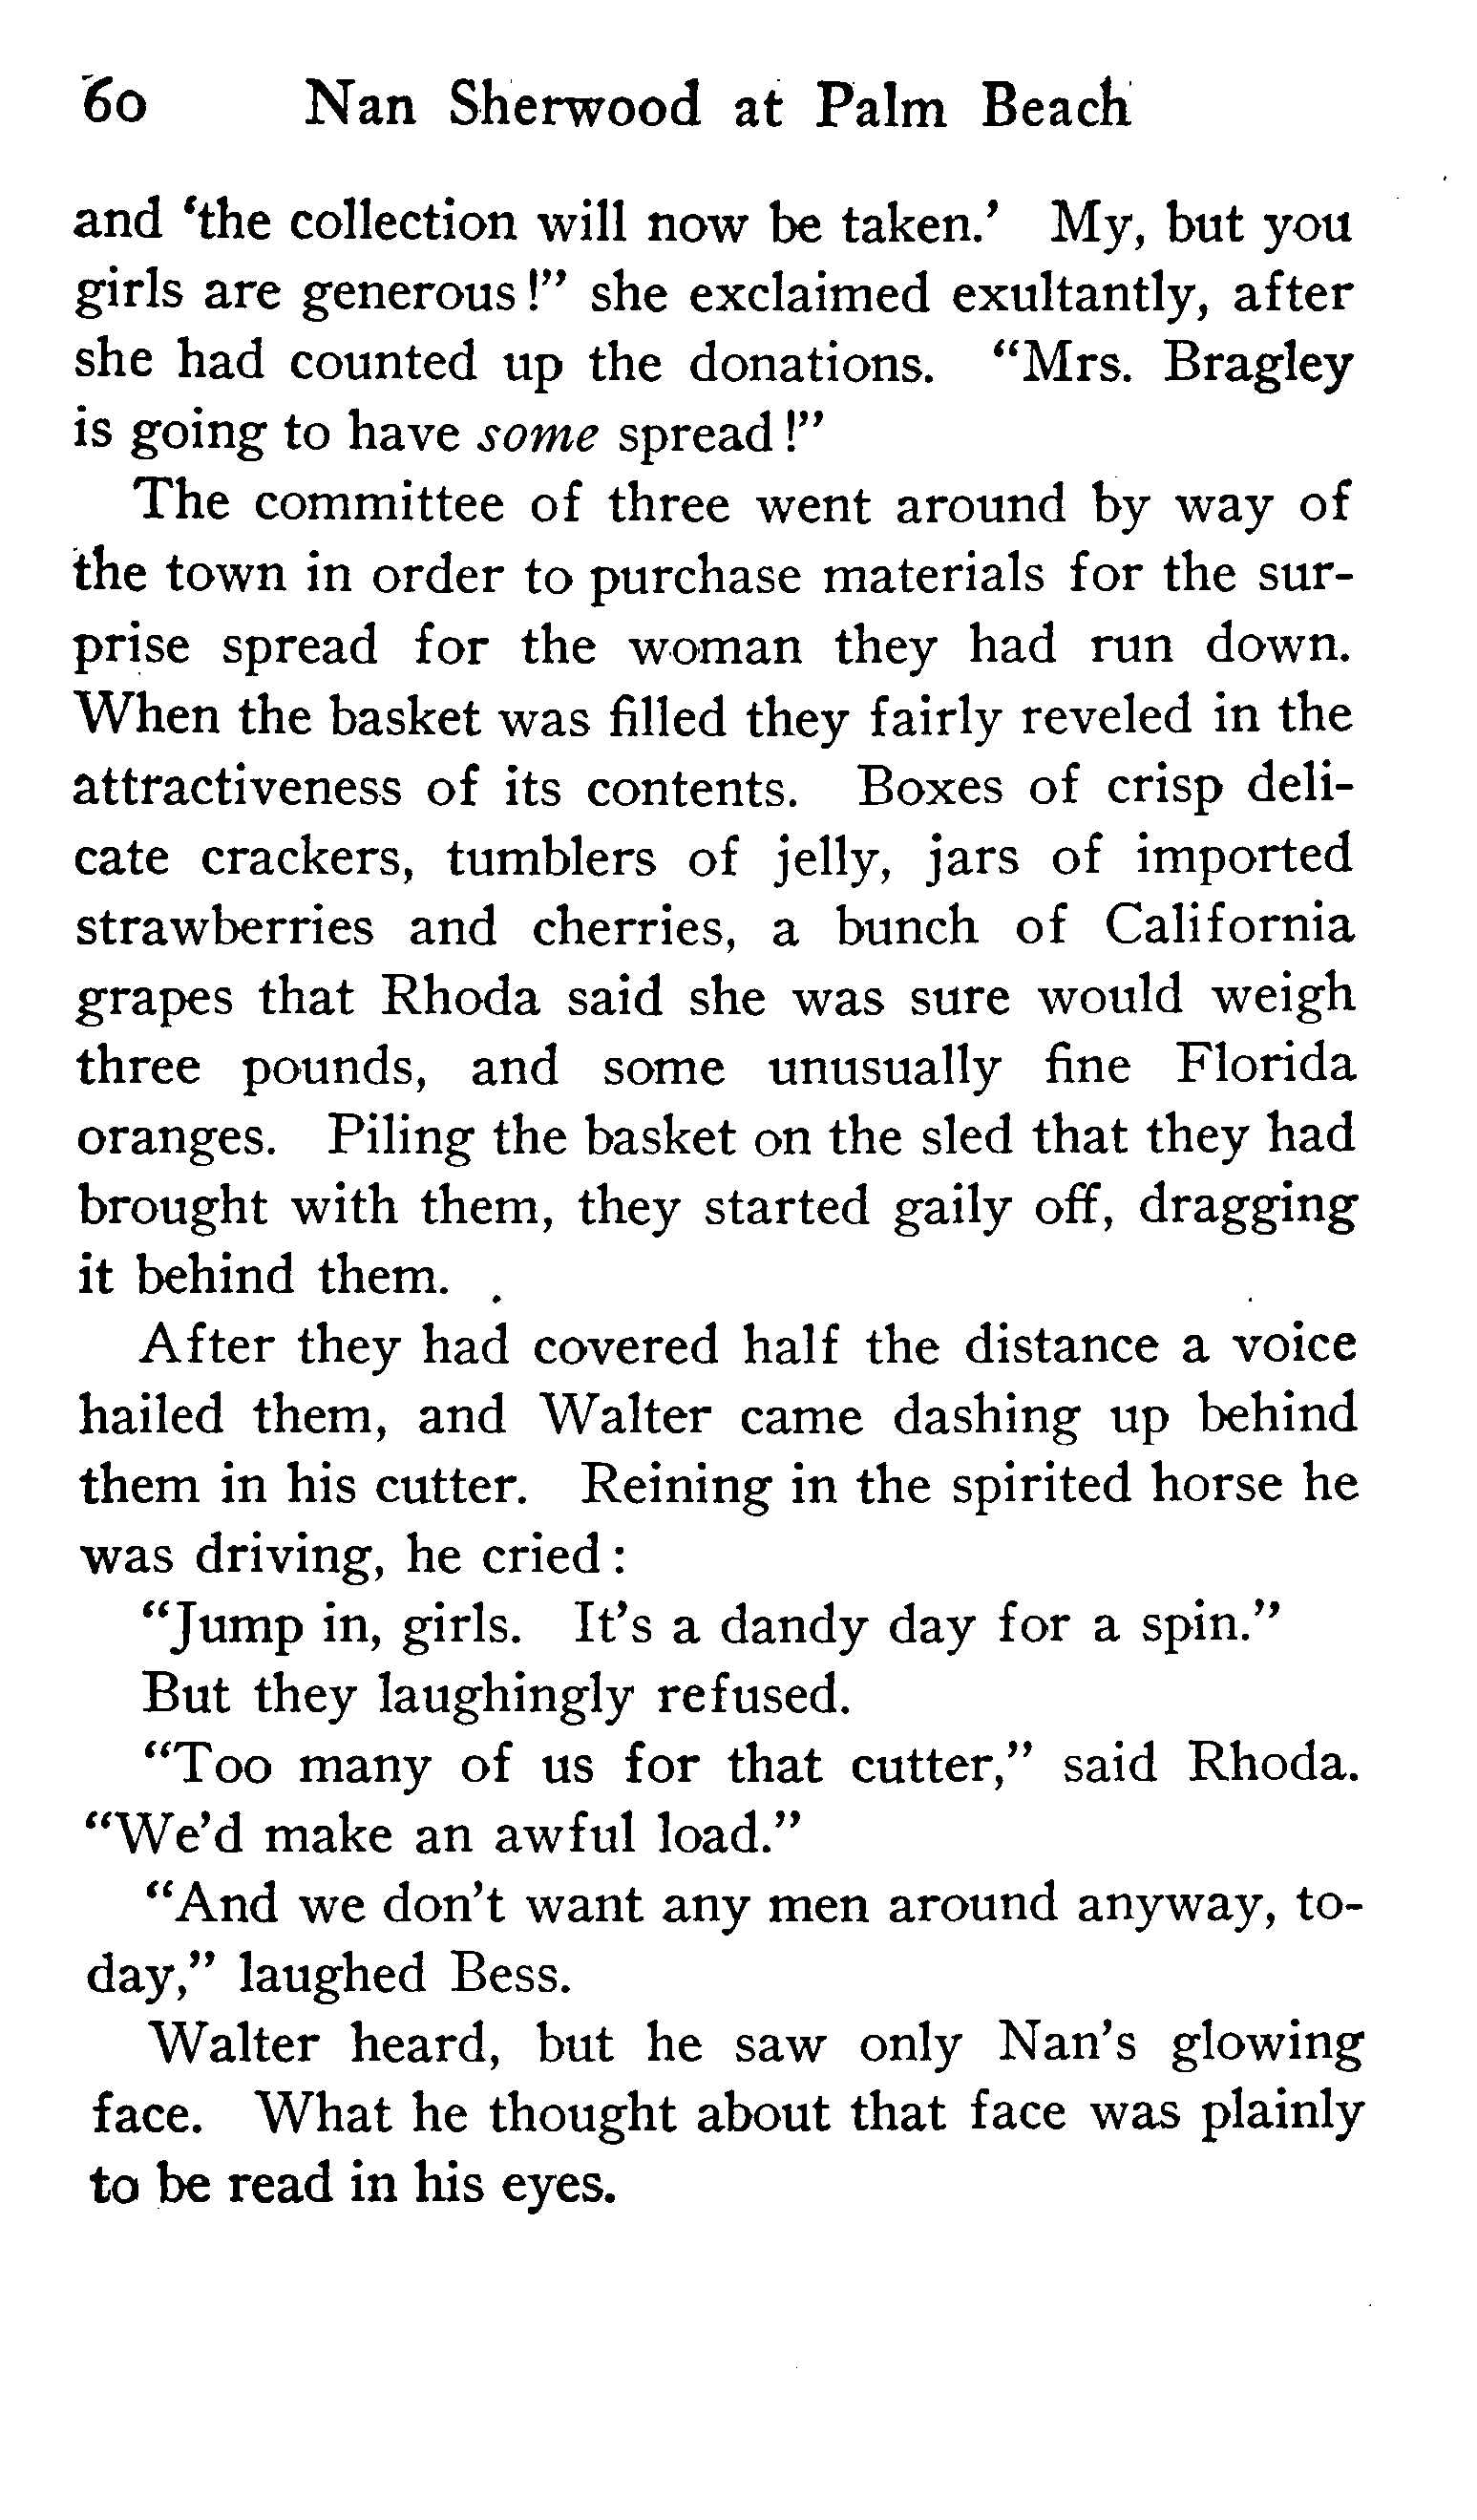 60 Nan Sherwood at Palm Beach
and ‘the collection will now be taken.’ My, but you
girls are generous!” she exclaimed exultantly, after
she had counted up the donations. “Mrs. Bragley
is going to have some spread!”
The committee of three went around by way of
the town in order to purchase materials for the sur-
prise spread for the woman they had run down.
When the basket was filled they fairly reveled in the
attractiveness of its contents. Boxes of crisp deli-
cate crackers, tumblers of jelly, jars of imported
strawberries and cherries, a bunch of California
grapes that Rhoda said she was sure would weigh
three pounds, and some unusually fine Florida
oranges. Piling the basket on the sled that they had
brought with them, they started gaily off, dragging
it behind them.
After they had covered half the distance a voice
hailed them, and Walter came dashing up behind
them in his cutter. Reining in the spirited horse he
was driving, he cried:
“Jump in, girls. It’s a dandy day for a spin.”
But they laughingly refused.
“Too many of us for that cutter,” said Rhoda.
“We’d make an awful load.”
“And we don’t want any men around anyway, to-
day,” laughed Bess.
Walter heard, but he saw only Nan’s glowing
face. What he thought about that face was plainly
to be read in his eyes.